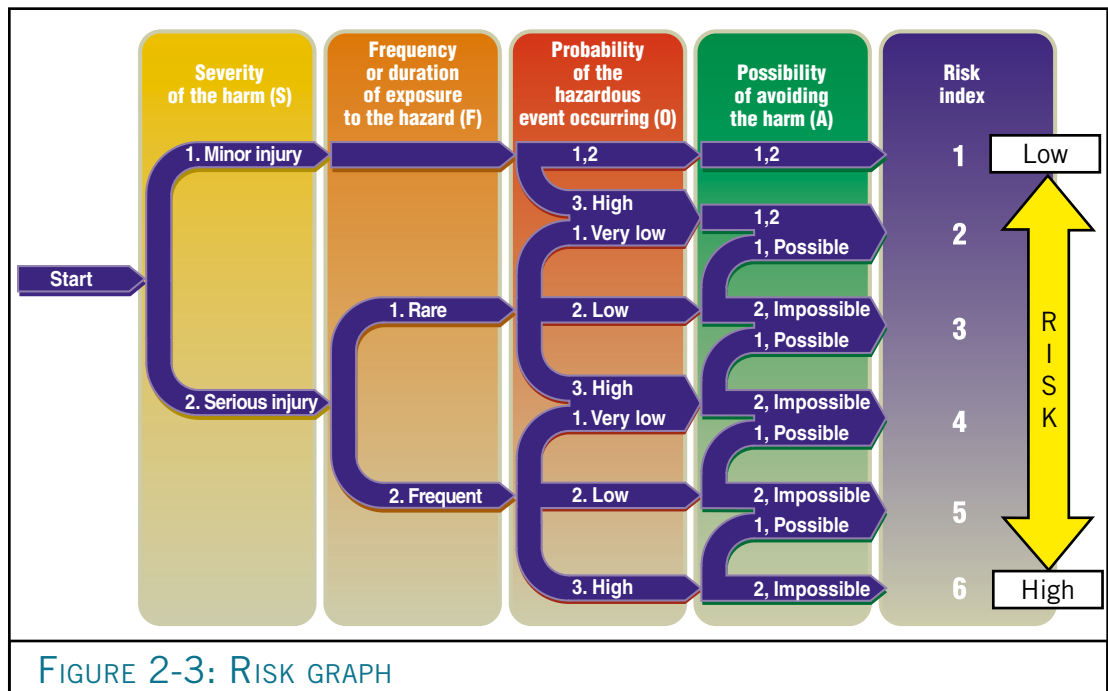 Severity
of the harm (S)
Frequency
or duration
of exposure
to the hazard (F)
Probability
of the
hazardous
event occurring (O)
Possibility
of avoiding
the harm (A)
Risk
index
Start
1. Minor injury
2. Serious injury
1. Rare
2. Frequent
1,2
3. High
1. Very low
2. Low
3. High
1. Very low
2. Low
3. High
1,2
1,2
1, Possible
2, Impossible
1, Possible
2, Impossible
1, Possible
2, Impossible
1, Possible
2, Impossible
1
2
3
4
5
6
Low
RISK
High
FIGURE 2-3: RISK GRAPH